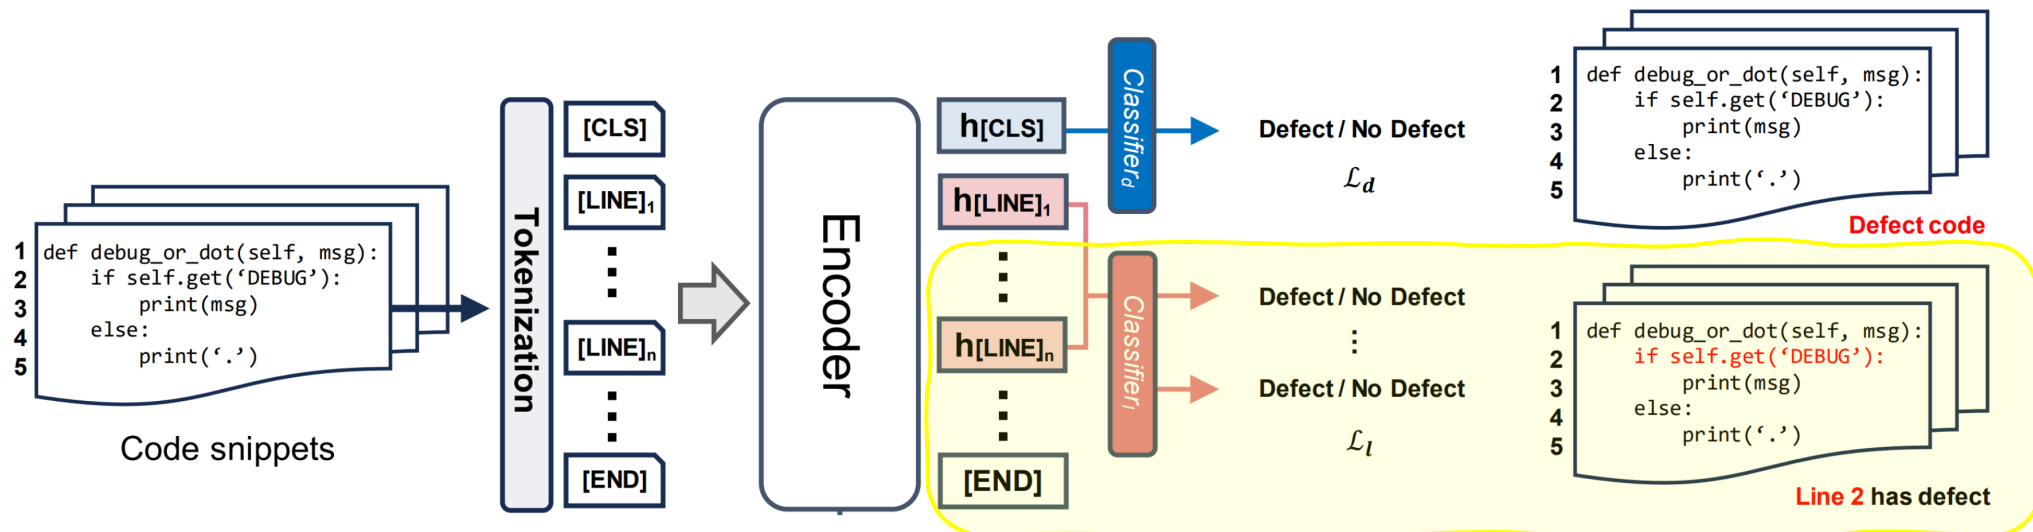 1 def debug_or_dot(self, msg):
2 if self.get(‘DEBUG’):
3 print(msg)
4 else:
5 print(‘.’)
Code snippets
Tokenization
[CLS]
[LINE]1
[LINE]n
[END]
Encoder
h[CLS]
h[LINE]1
h[LINE]n
[END]
Classifierd
Defect / No Defect
ℒd
Classifierl
Defect / No Defect
Defect / No Defect
ℒl
1 def debug_or_dot(self, msg):
2 if self.get(‘DEBUG’):
3 print(msg)
4 else:
5 print(‘.’)
Defect code
1 def debug_or_dot(self, msg):
2 if self.get(‘DEBUG’):
3 print(msg)
4 else:
5 print(‘.’)
Line 2 has defect